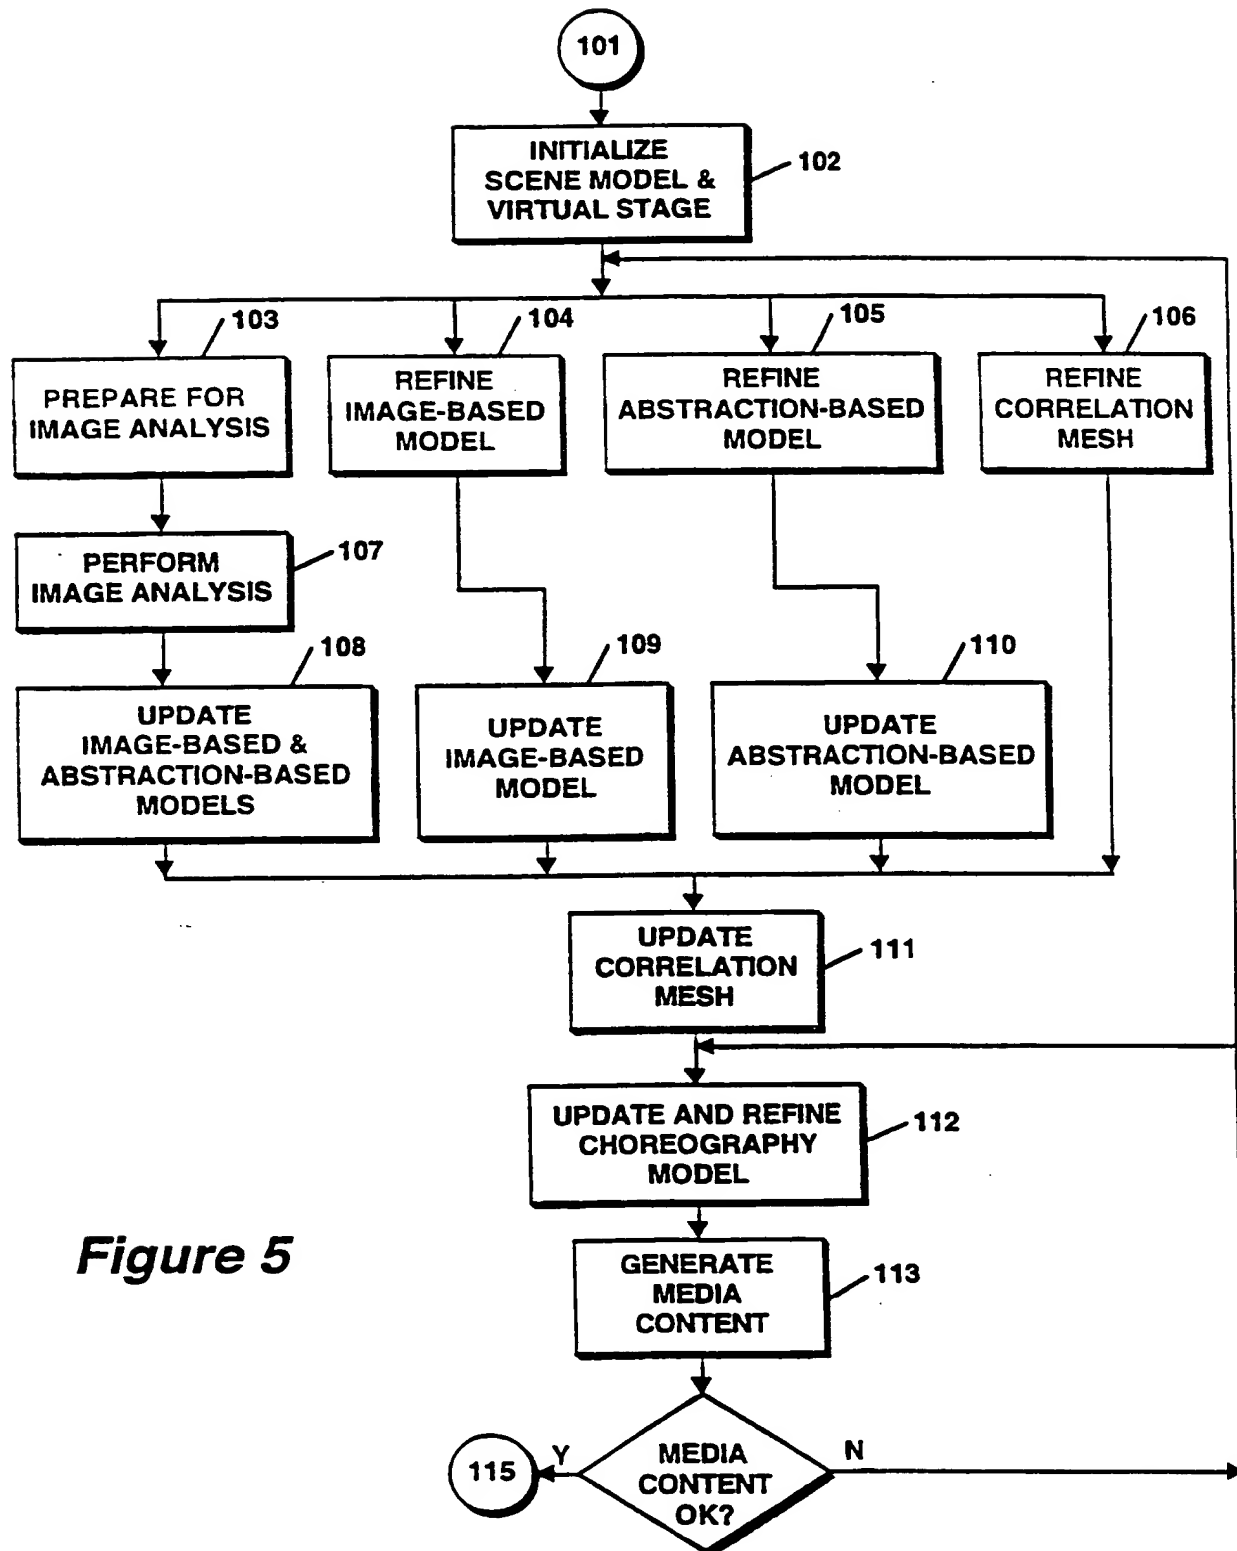 101
INITIALIZE
SCENE MODEL &
VIRTUAL STAGE
102
103
104
105
106
PREPARE FOR
IMAGE ANALYSIS
REFINE
IMAGE-BASED
MODEL
REFINE
ABSTRACTION-BASED
MODEL
REFINE
CORRELATION
MESH
PERFORM
IMAGE ANALYSIS
107
108
109
110
UPDATE
IMAGE-BASED &
ABSTRACTION-BASED
MODELS
UPDATE
IMAGE-BASED
MODEL
UPDATE
ABSTRACTION-BASED
MODEL
UPDATE
CORRELATION
MESH
111
UPDATE AND REFINE
CHOREOGRAPHY
MODEL
112
Figure 5
GENERATE
MEDIA
CONTENT
113
115
Y
MEDIA
CONTENT
OK?
N